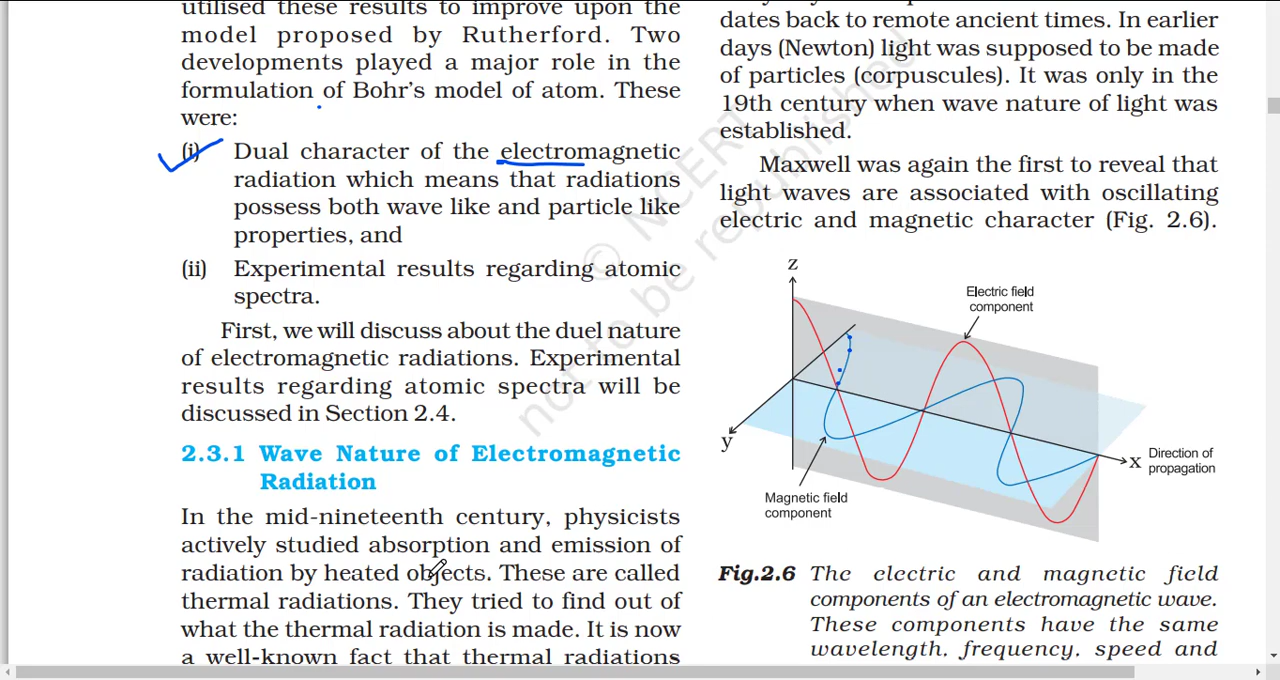 utilised these results to improve upon the
model proposed by Rutherford. Two
developments played a major role in the
formulation of Bohr's model of atom. These
were:
(i) Dual character of the electromagnetic
radiation which means that radiations
possess both wave like and particle like
properties, and
(ii) Experimental results regarding atomic
spectra.
First, we will discuss about the duel nature
of electromagnetic radiations. Experimental
results regarding atomic spectra will be
discussed in Section 2.4.
2.3.1 Wave Nature of Electromagnetic
Radiation
In the mid-nineteenth century, physicists
actively studied absorption and emission of
radiation by heated objects. These are called
thermal radiations. They tried to find out of
what the thermal radiation is made. It is now
a well-known fact that thermal radiations
dates back to remote ancient times. In earlier
days (Newton) light was supposed to be made
of particles (corpuscules). It was only in the
19th century when wave nature of light was
established.
Maxwell was again the first to reveal that
light waves are associated with oscillating
electric and magnetic character (Fig. 2.6).
z
Electric field
component
y
x
Direction of
propagation
Magnetic field
component
Fig.2.6 The electric and magnetic field
components of an electromagnetic wave.
These components have the same
wavelength, frequency, speed and
© NCERT
not to be republished